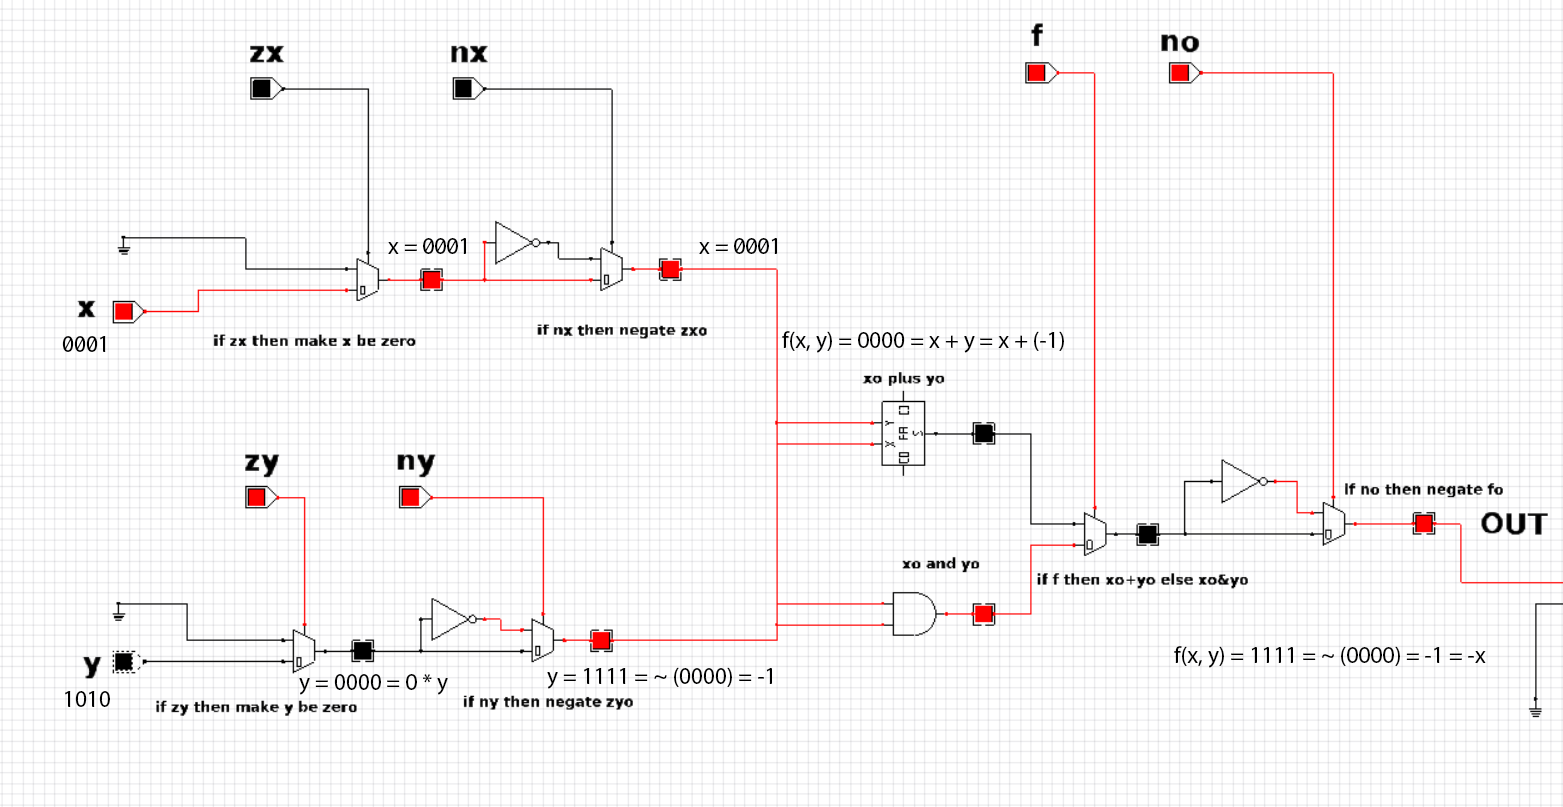 f
no
zx
nx
x = 0001
x = 0001
x
0001
if zx then make x be zero
if nx then negate zxo
f(x, y) = 0000 = x + y = x + (-1)
xo plus yo
Y
X
CI
FA
CO
S
zy
ny
if no then negate fo
OUT
xo and yo
if f then xo+yo else xo&yo
y
1010
y = 0000 = 0 * y
y = 1111 = ~ (0000) = -1
if zy then make y be zero
if ny then negate zyo
f(x, y) = 1111 = ~ (0000) = -1 = -x